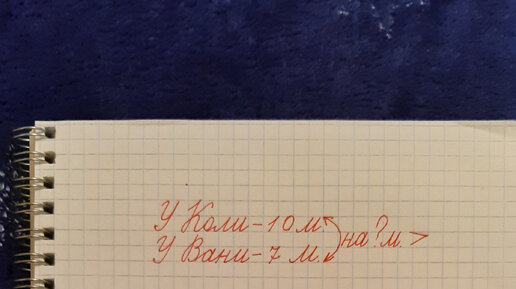 У Коли - 10 м.
У Вани - 7 м.
на ? м. >